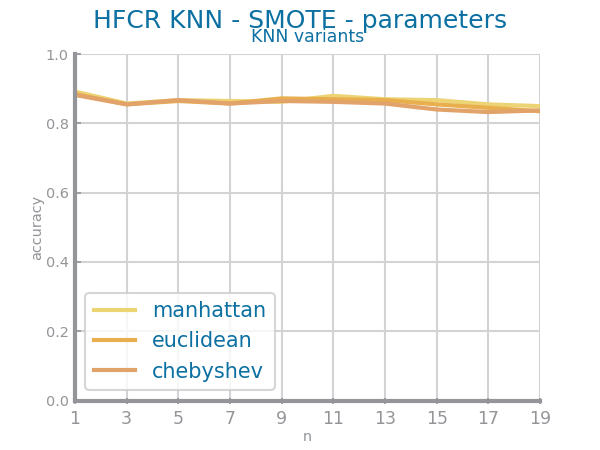 HFCR KNN - SMOTE - parameters
KNN variants
1.0
0.8
0.6
0.4
0.2
0.0
accuracy
manhattan
euclidean
chebyshev
1 3 5 7 9 11 13 15 17 19
n